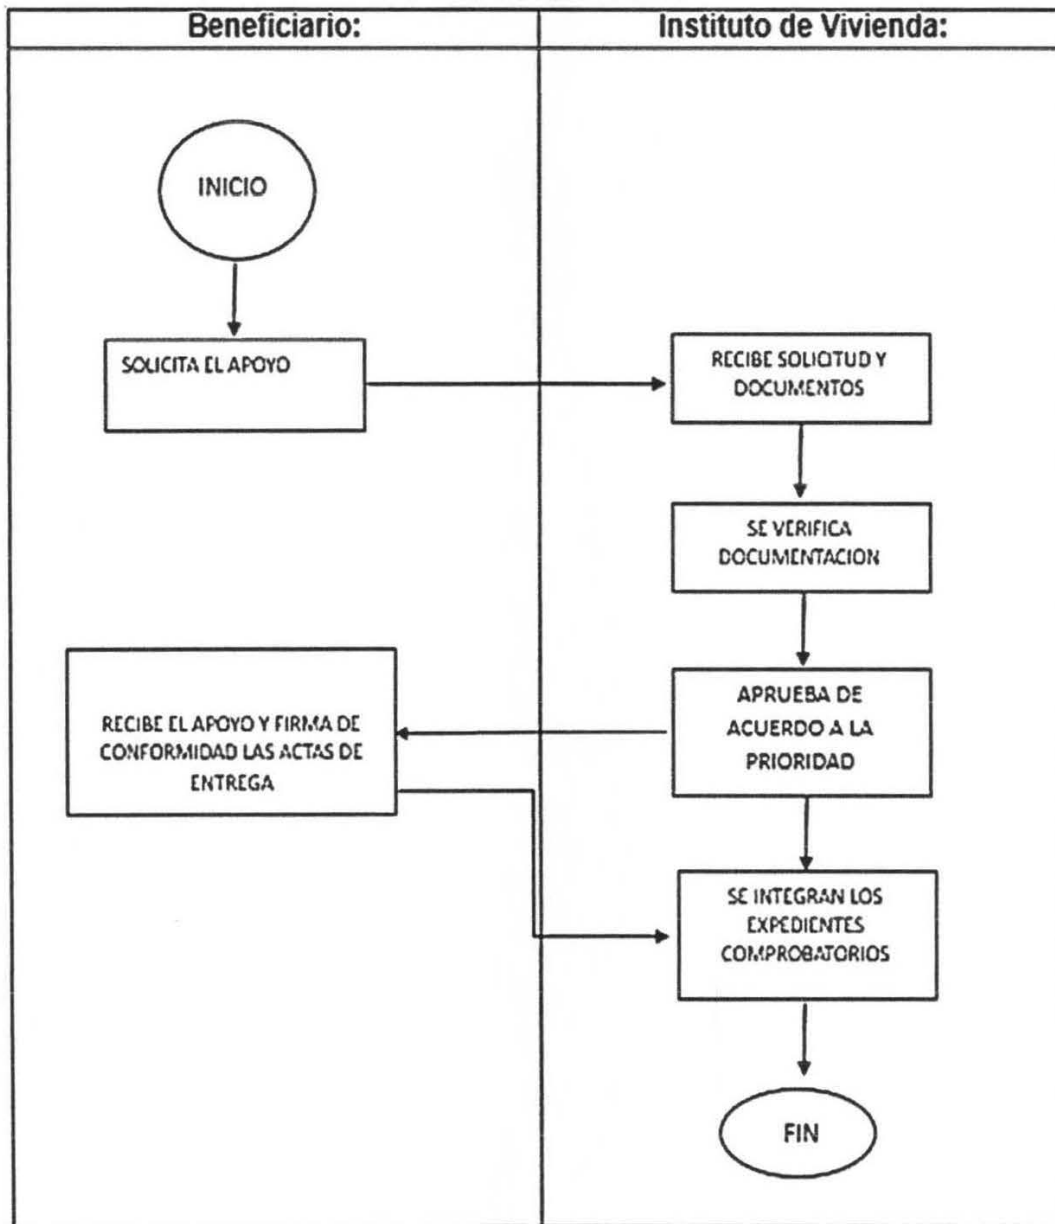 Beneficiario:
Instituto de Vivienda:
INICIO
SOLICITA EL APOYO
RECIBE SOLICITUD Y
DOCUMENTOS
SE VERIFICA
DOCUMENTACION
APRUEBA DE
ACUERDO A LA
PRIORIDAD
RECIBE EL APOYO Y FIRMA DE
CONFORMIDAD LAS ACTAS DE
ENTREGA
SE INTEGRAN LOS
EXPEDIENTES
COMPROBATORIOS
FIN